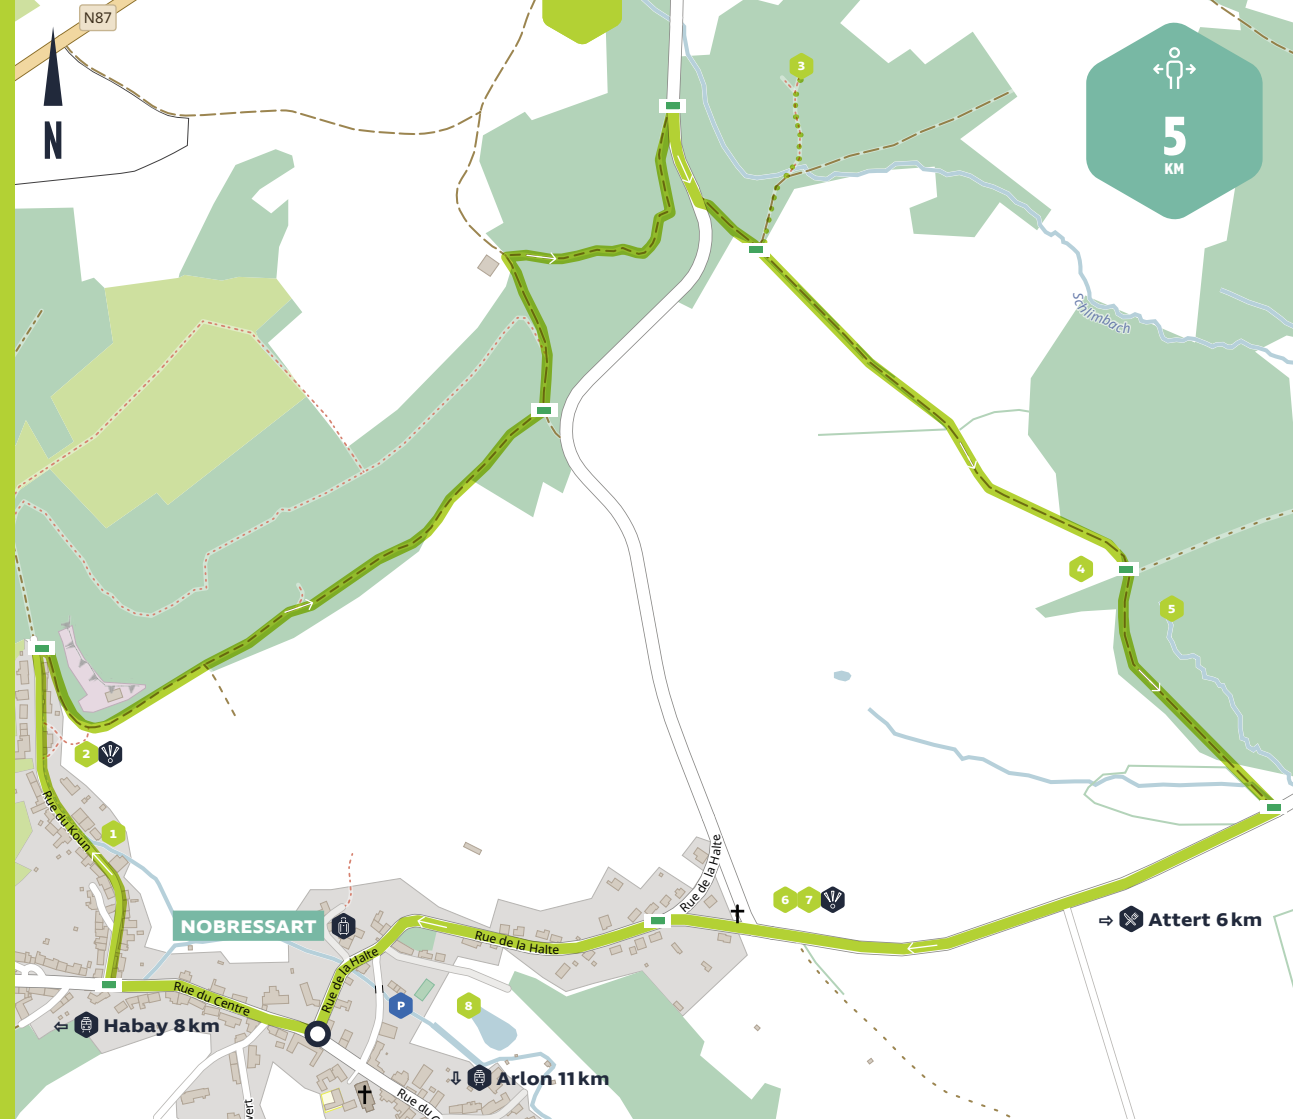 N87
N
3
5
KM
Schlimbach
4
5
2
Rue du Koun
1
Rue de la Halte
6
7
NOBRESSART
Rue de la Halte
Rue de la Halte
Attert 6 km
Rue du Centre
P
8
Habay 8 km
Arlon 11 km
Rue du C
vert